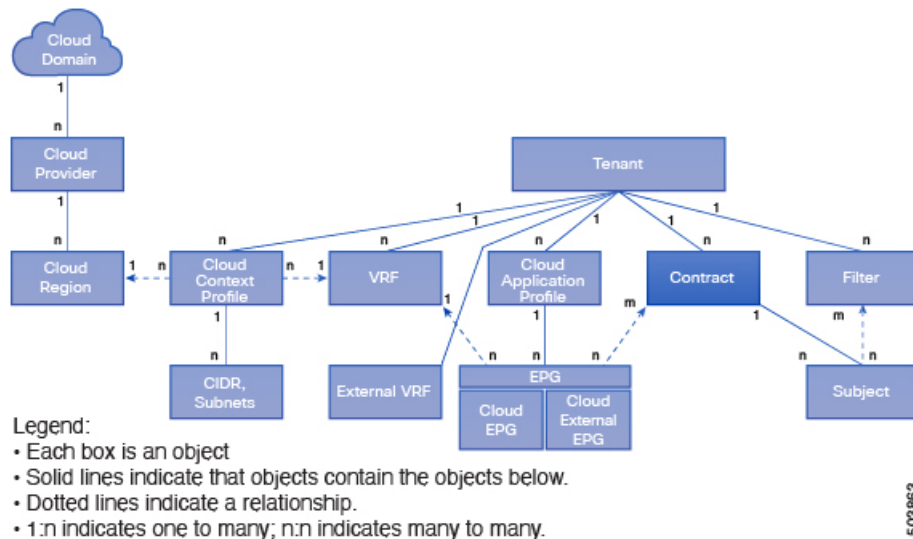 Cloud
Domain
1
n
Cloud
Provider
Tenant
1
1
1
1
1
1
n
n
n
n
n
n
Cloud
Region
1
n
Cloud
Context
Profile
n
1
VRF
Cloud
Application
Profile
Contract
Filter
1
1
m
1
m
1
n
n
n
n
n
n
CIDR,
Subnets
External VRF
EPG
Cloud
EPG
Cloud
External
EPG
Subject
Legend:
• Each box is an object
• Solid lines indicate that objects contain the objects below.
• Dotted lines indicate a relationship.
• 1:n indicates one to many; n:n indicates many to many.
503863